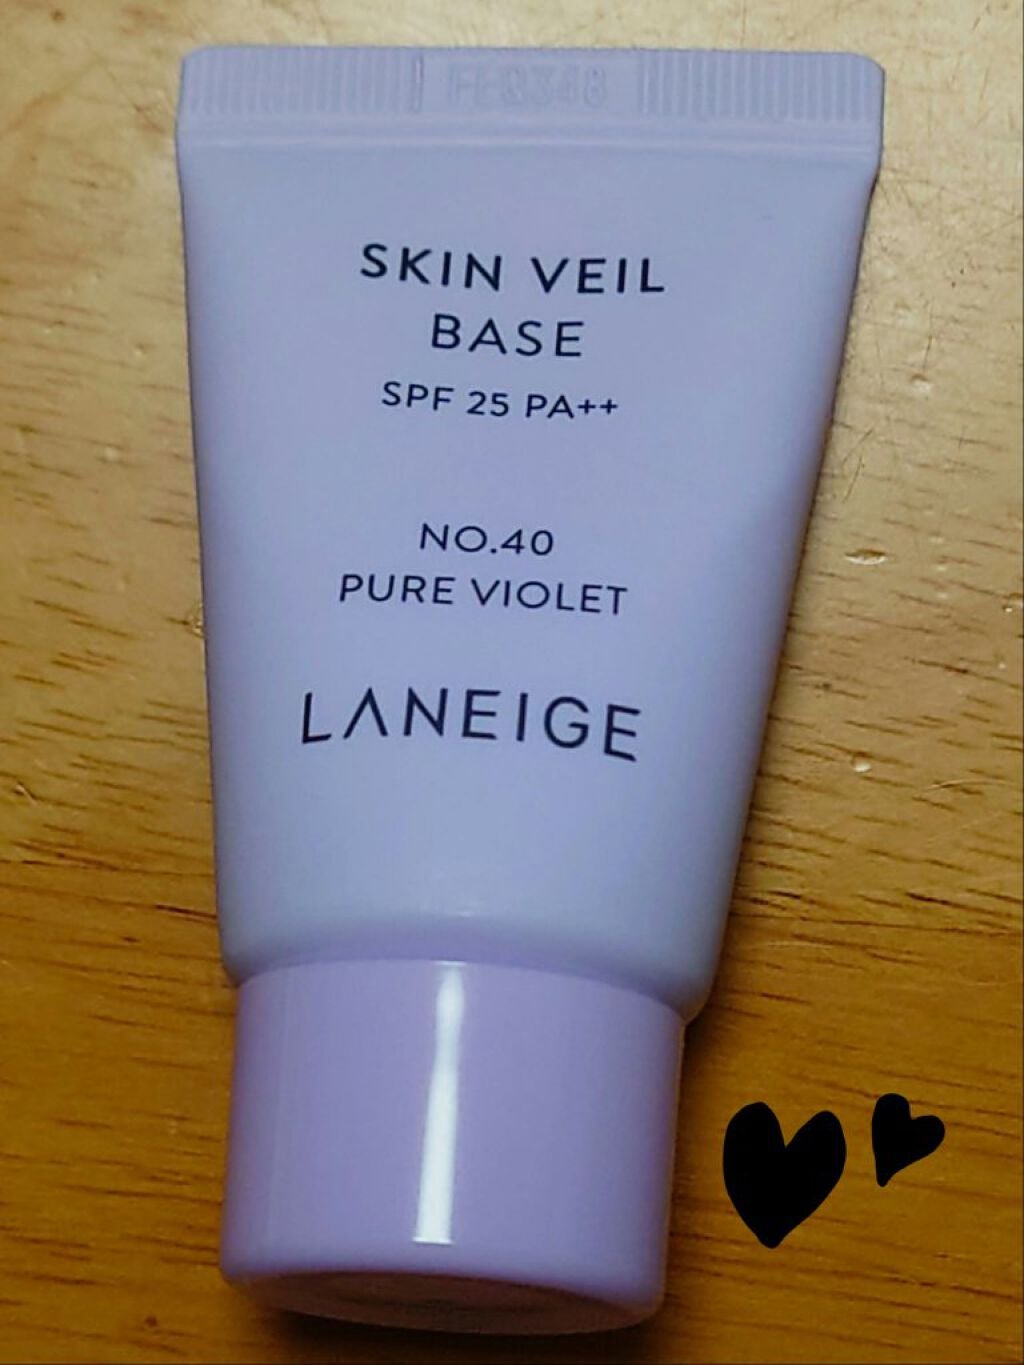 SKIN VEIL
BASE
SPF 25 PA++
NO.40
PURE VIOLET
LANEIGE